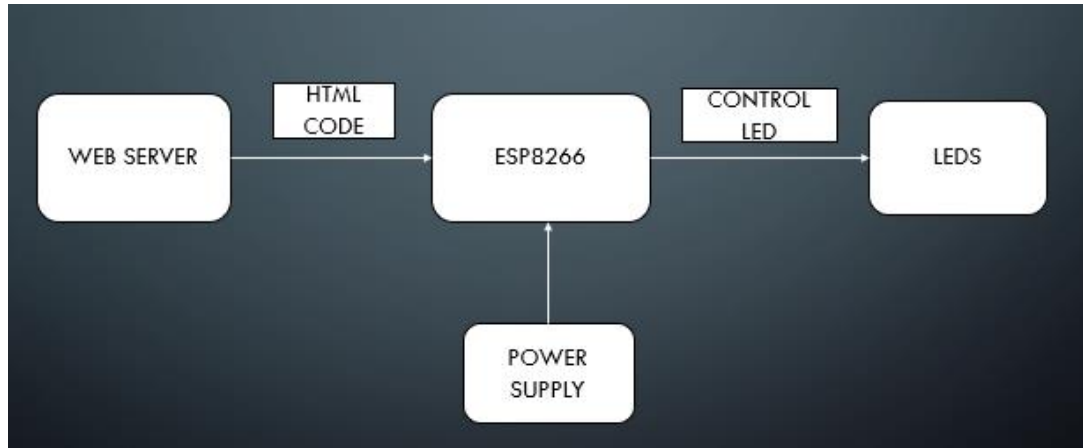 HTML
CODE
CONTROL
LED
WEB SERVER
ESP8266
LEDS
POWER
SUPPLY